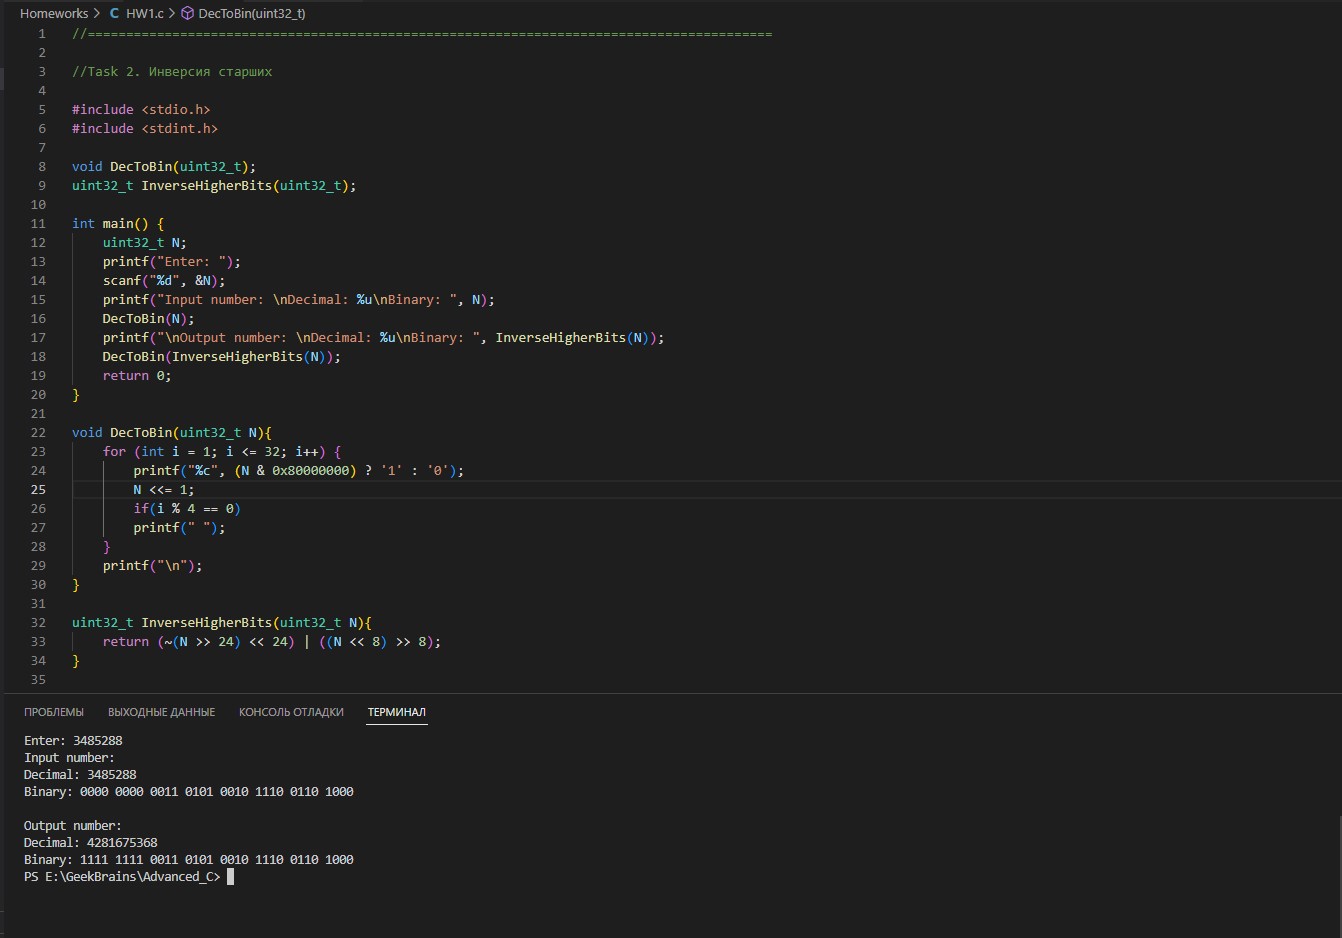 Homeworks > C HW1.c > DecToBin(uint32_t)
1 //=========================================================================================
2
3 //Task 2. Инверсия старших
4
5 #include <stdio.h>
6 #include <stdint.h>
7
8 void DecToBin(uint32_t);
9 uint32_t InverseHigherBits(uint32_t);
10
11 int main() {
12     uint32_t N;
13     printf("Enter: ");
14     scanf("%d", &N);
15     printf("Input number: \nDecimal: %u\nBinary: ", N);
16     DecToBin(N);
17     printf("\nOutput number: \nDecimal: %u\nBinary: ", InverseHigherBits(N));
18     DecToBin(InverseHigherBits(N));
19     return 0;
20 }
21
22 void DecToBin(uint32_t N){
23     for (int i = 1; i <= 32; i++) {
24         printf("%c", (N & 0x80000000) ? '1' : '0');
25         N <<= 1;
26         if(i % 4 == 0)
27         printf(" ");
28     }
29     printf("\n");
30 }
31
32 uint32_t InverseHigherBits(uint32_t N){
33     return (~(N >> 24) << 24) | ((N << 8) >> 8);
34 }
35
ПРОБЛЕМЫ ВЫХОДНЫЕ ДАННЫЕ КОНСОЛЬ ОТЛАДКИ ТЕРМИНАЛ
Enter: 3485288
Input number:
Decimal: 3485288
Binary: 0000 0000 0011 0101 0010 1110 0110 1000
Output number:
Decimal: 4281675368
Binary: 1111 1111 0011 0101 0010 1110 0110 1000
PS E:\GeekBrains\Advanced_C>